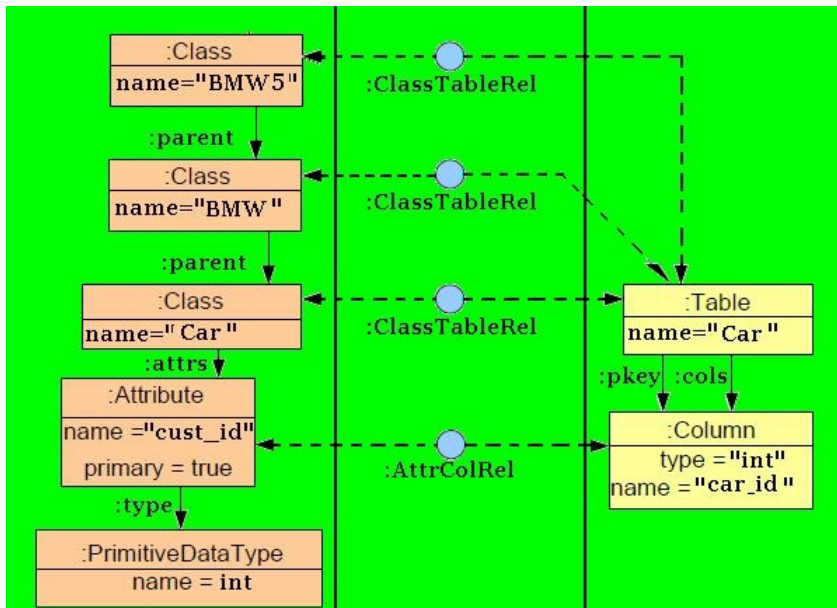 :Class
name="BMW5"
:ClassTableRel
:parent
:Class
name="BMW"
:ClassTableRel
:parent
:Class
name="Car"
:ClassTableRel
:Table
name="Car"
:attrs
:pkey :cols
:Attribute
name ="cust_id"
primary = true
:AttrColRel
:Column
type ="int"
name ="car_id"
:type
:PrimitiveDataType
name = int